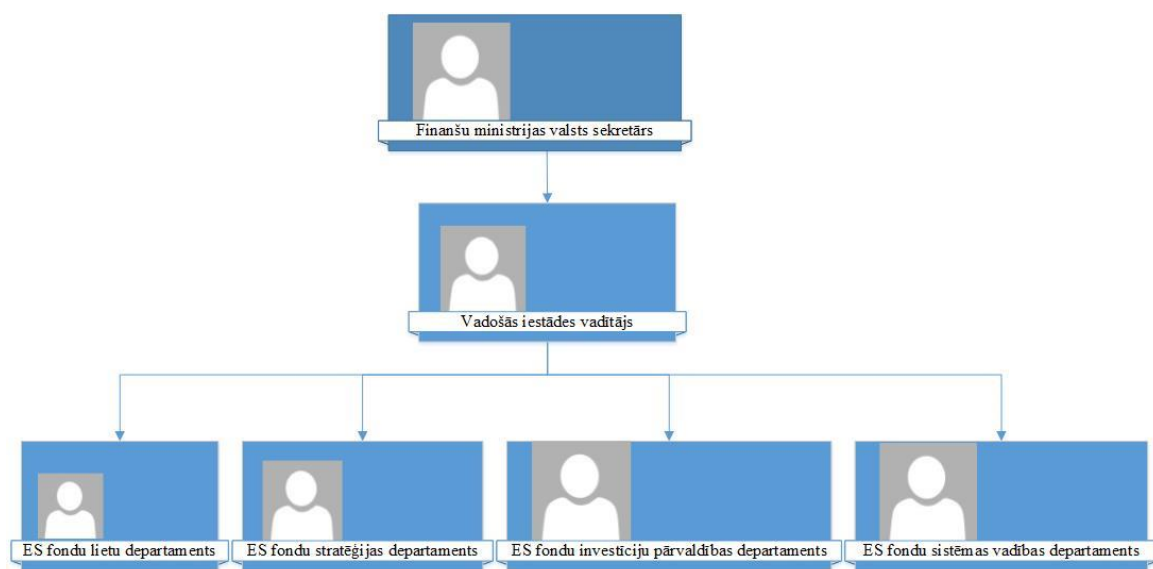 Finanšu ministrijas valsts sekretārs
Vadošās iestādes vadītājs
ES fondu lietu departaments
ES fondu stratēģijas departaments
ES fondu investīciju pārvaldības departaments
ES fondu sistēmas vadības departaments